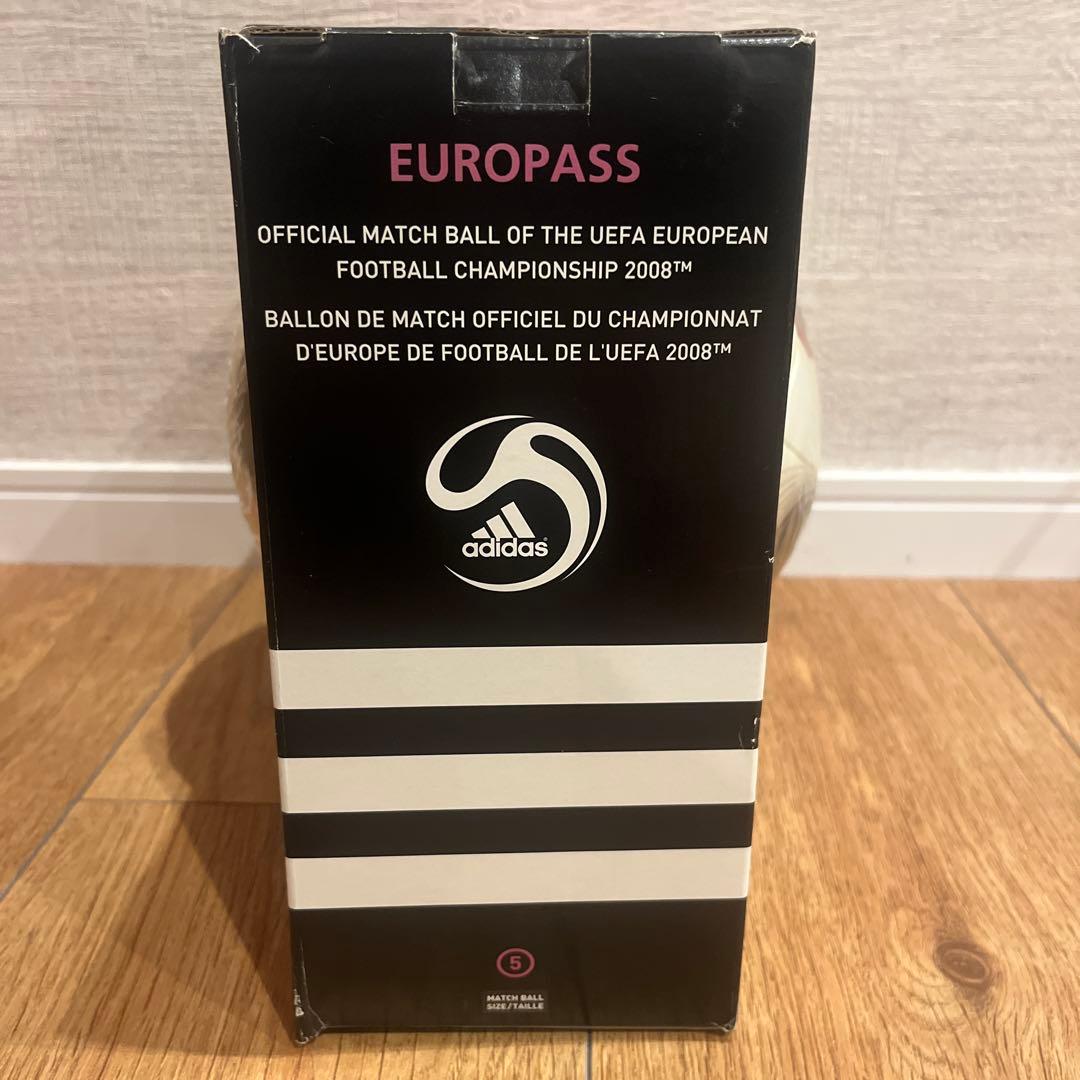 EUROPASS
OFFICIAL MATCH BALL OF THE UEFA EUROPEAN
FOOTBALL CHAMPIONSHIP 2008™
BALLON DE MATCH OFFICIEL DU CHAMPIONNAT
D'EUROPE DE FOOTBALL DE L'UEFA 2008™
adidas®
5
MATCH BALL
SIZE/TAILLE